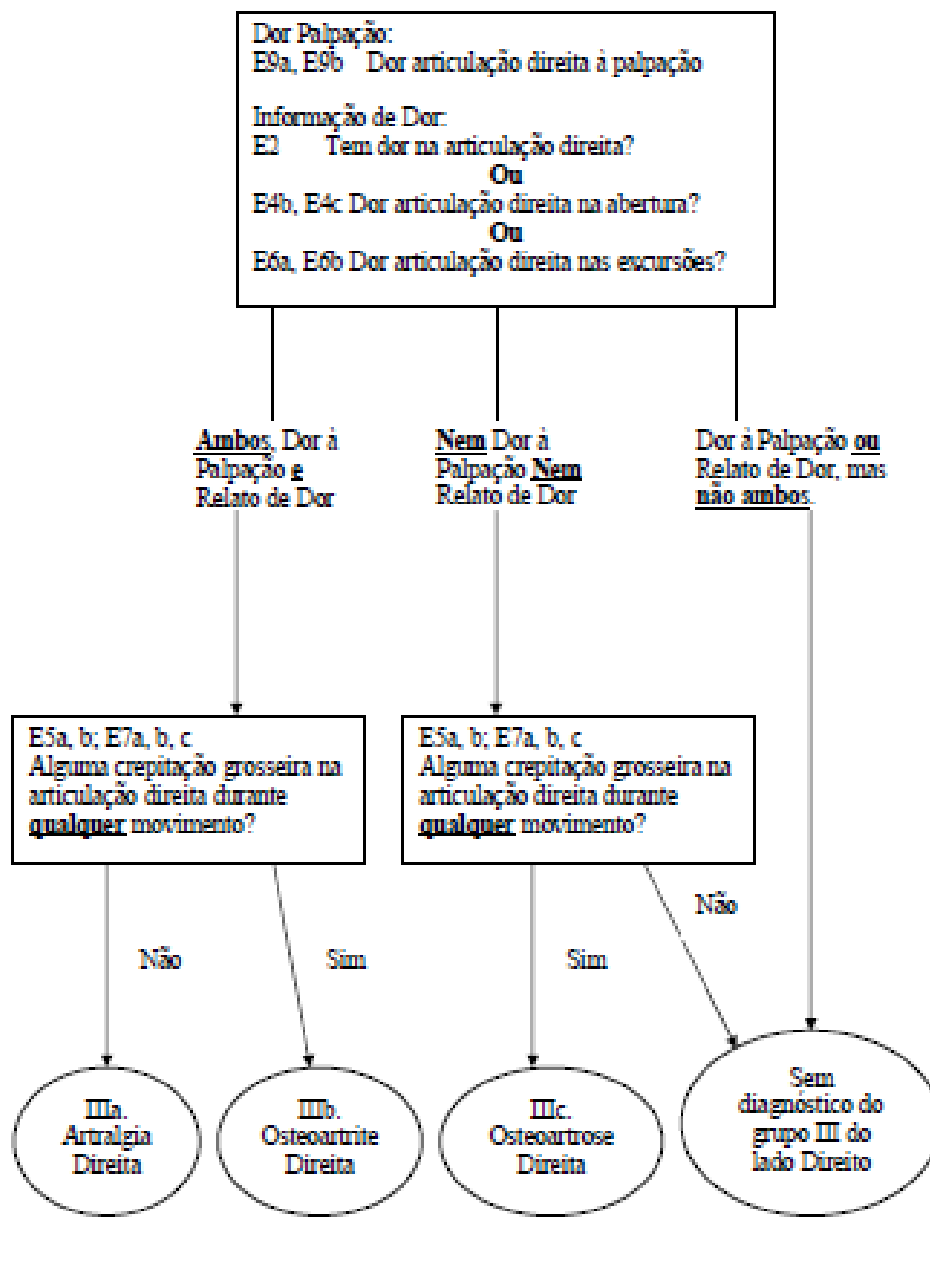 Dor Palpação:
E9a, E9b Dor articulação direita à palpação
Informação de Dor:
E2 Tem dor na articulação direita?
Ou
E4b, E4c Dor articulação direita na abertura?
Ou
E6a, E6b Dor articulação direita nas excursões?
Ambos, Dor à
Palpação e
Relato de Dor
Nem Dor à
Palpação Nem
Relato de Dor
Dor à Palpação ou
Relato de Dor, mas
não ambos.
E5a, b; E7a, b, c
Alguma crepitação grosseira na
articulação direita durante
qualquer movimento?
E5a, b; E7a, b, c
Alguma crepitação grosseira na
articulação direita durante
qualquer movimento?
Não
Sim
Sim
Não
IIIa.
Artralgia
Direita
IIIb.
Osteoartrite
Direita
IIIc.
Osteoartrose
Direita
Sem
diagnóstico do
grupo III do
lado Direito